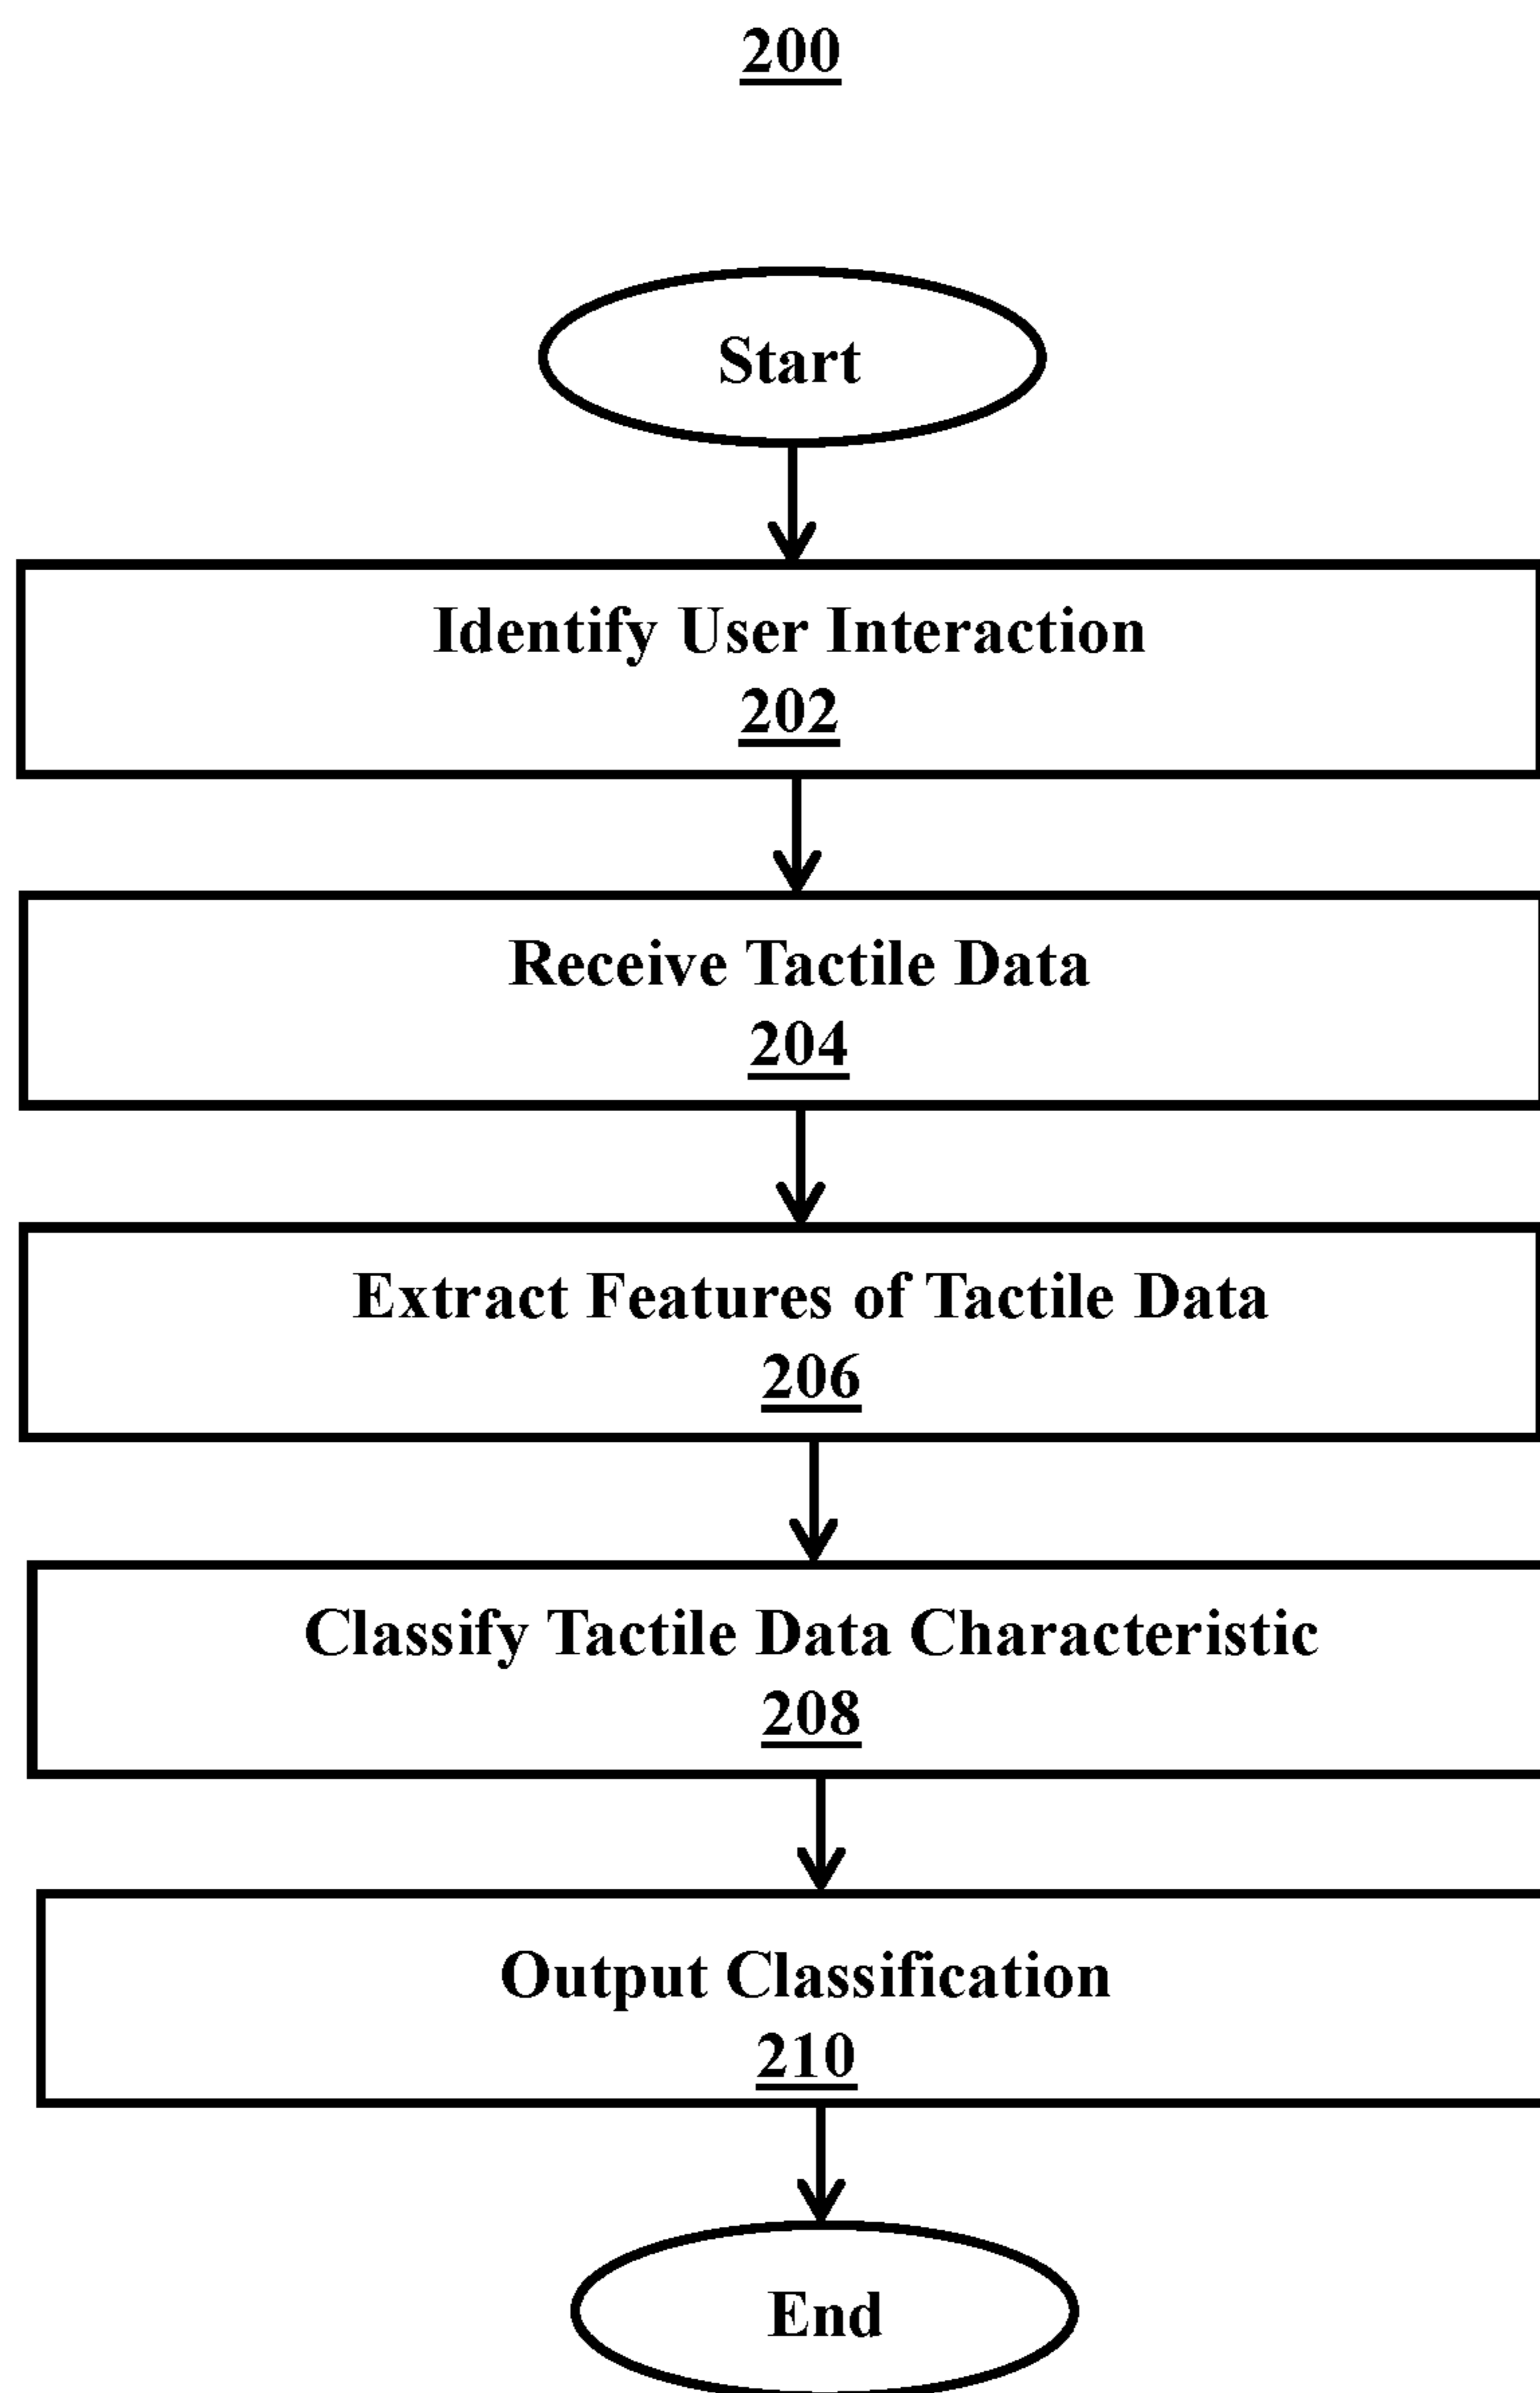 200
Start
Identify User Interaction
202
Receive Tactile Data
204
Extract Features of Tactile Data
206
Classify Tactile Data Characteristic
208
Output Classification
210
End